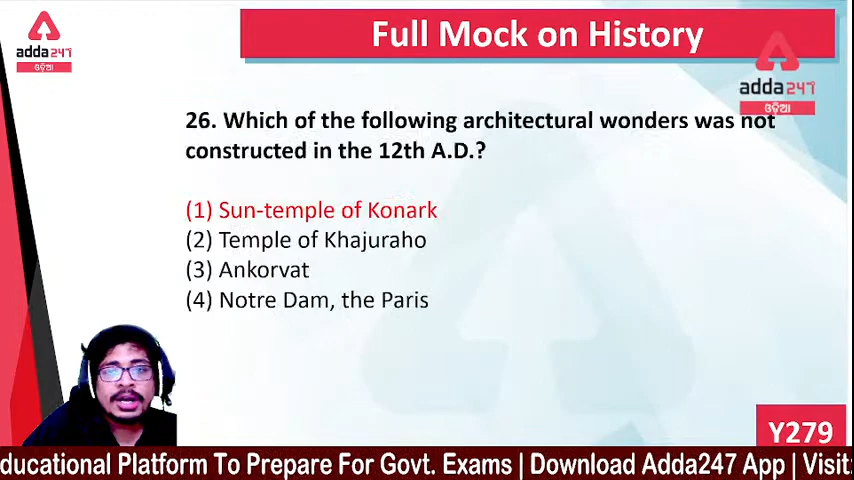 adda247
ଓଡ଼ିଆ
Full Mock on History
adda247
ଓଡ଼ିଆ
26. Which of the following architectural wonders was not
constructed in the 12th A.D.?
(1) Sun-temple of Konark
(2) Temple of Khajuraho
(3) Ankorvat
(4) Notre Dam, the Paris
Y279
ducational Platform To Prepare For Govt. Exams | Download Adda247 App | Visit: